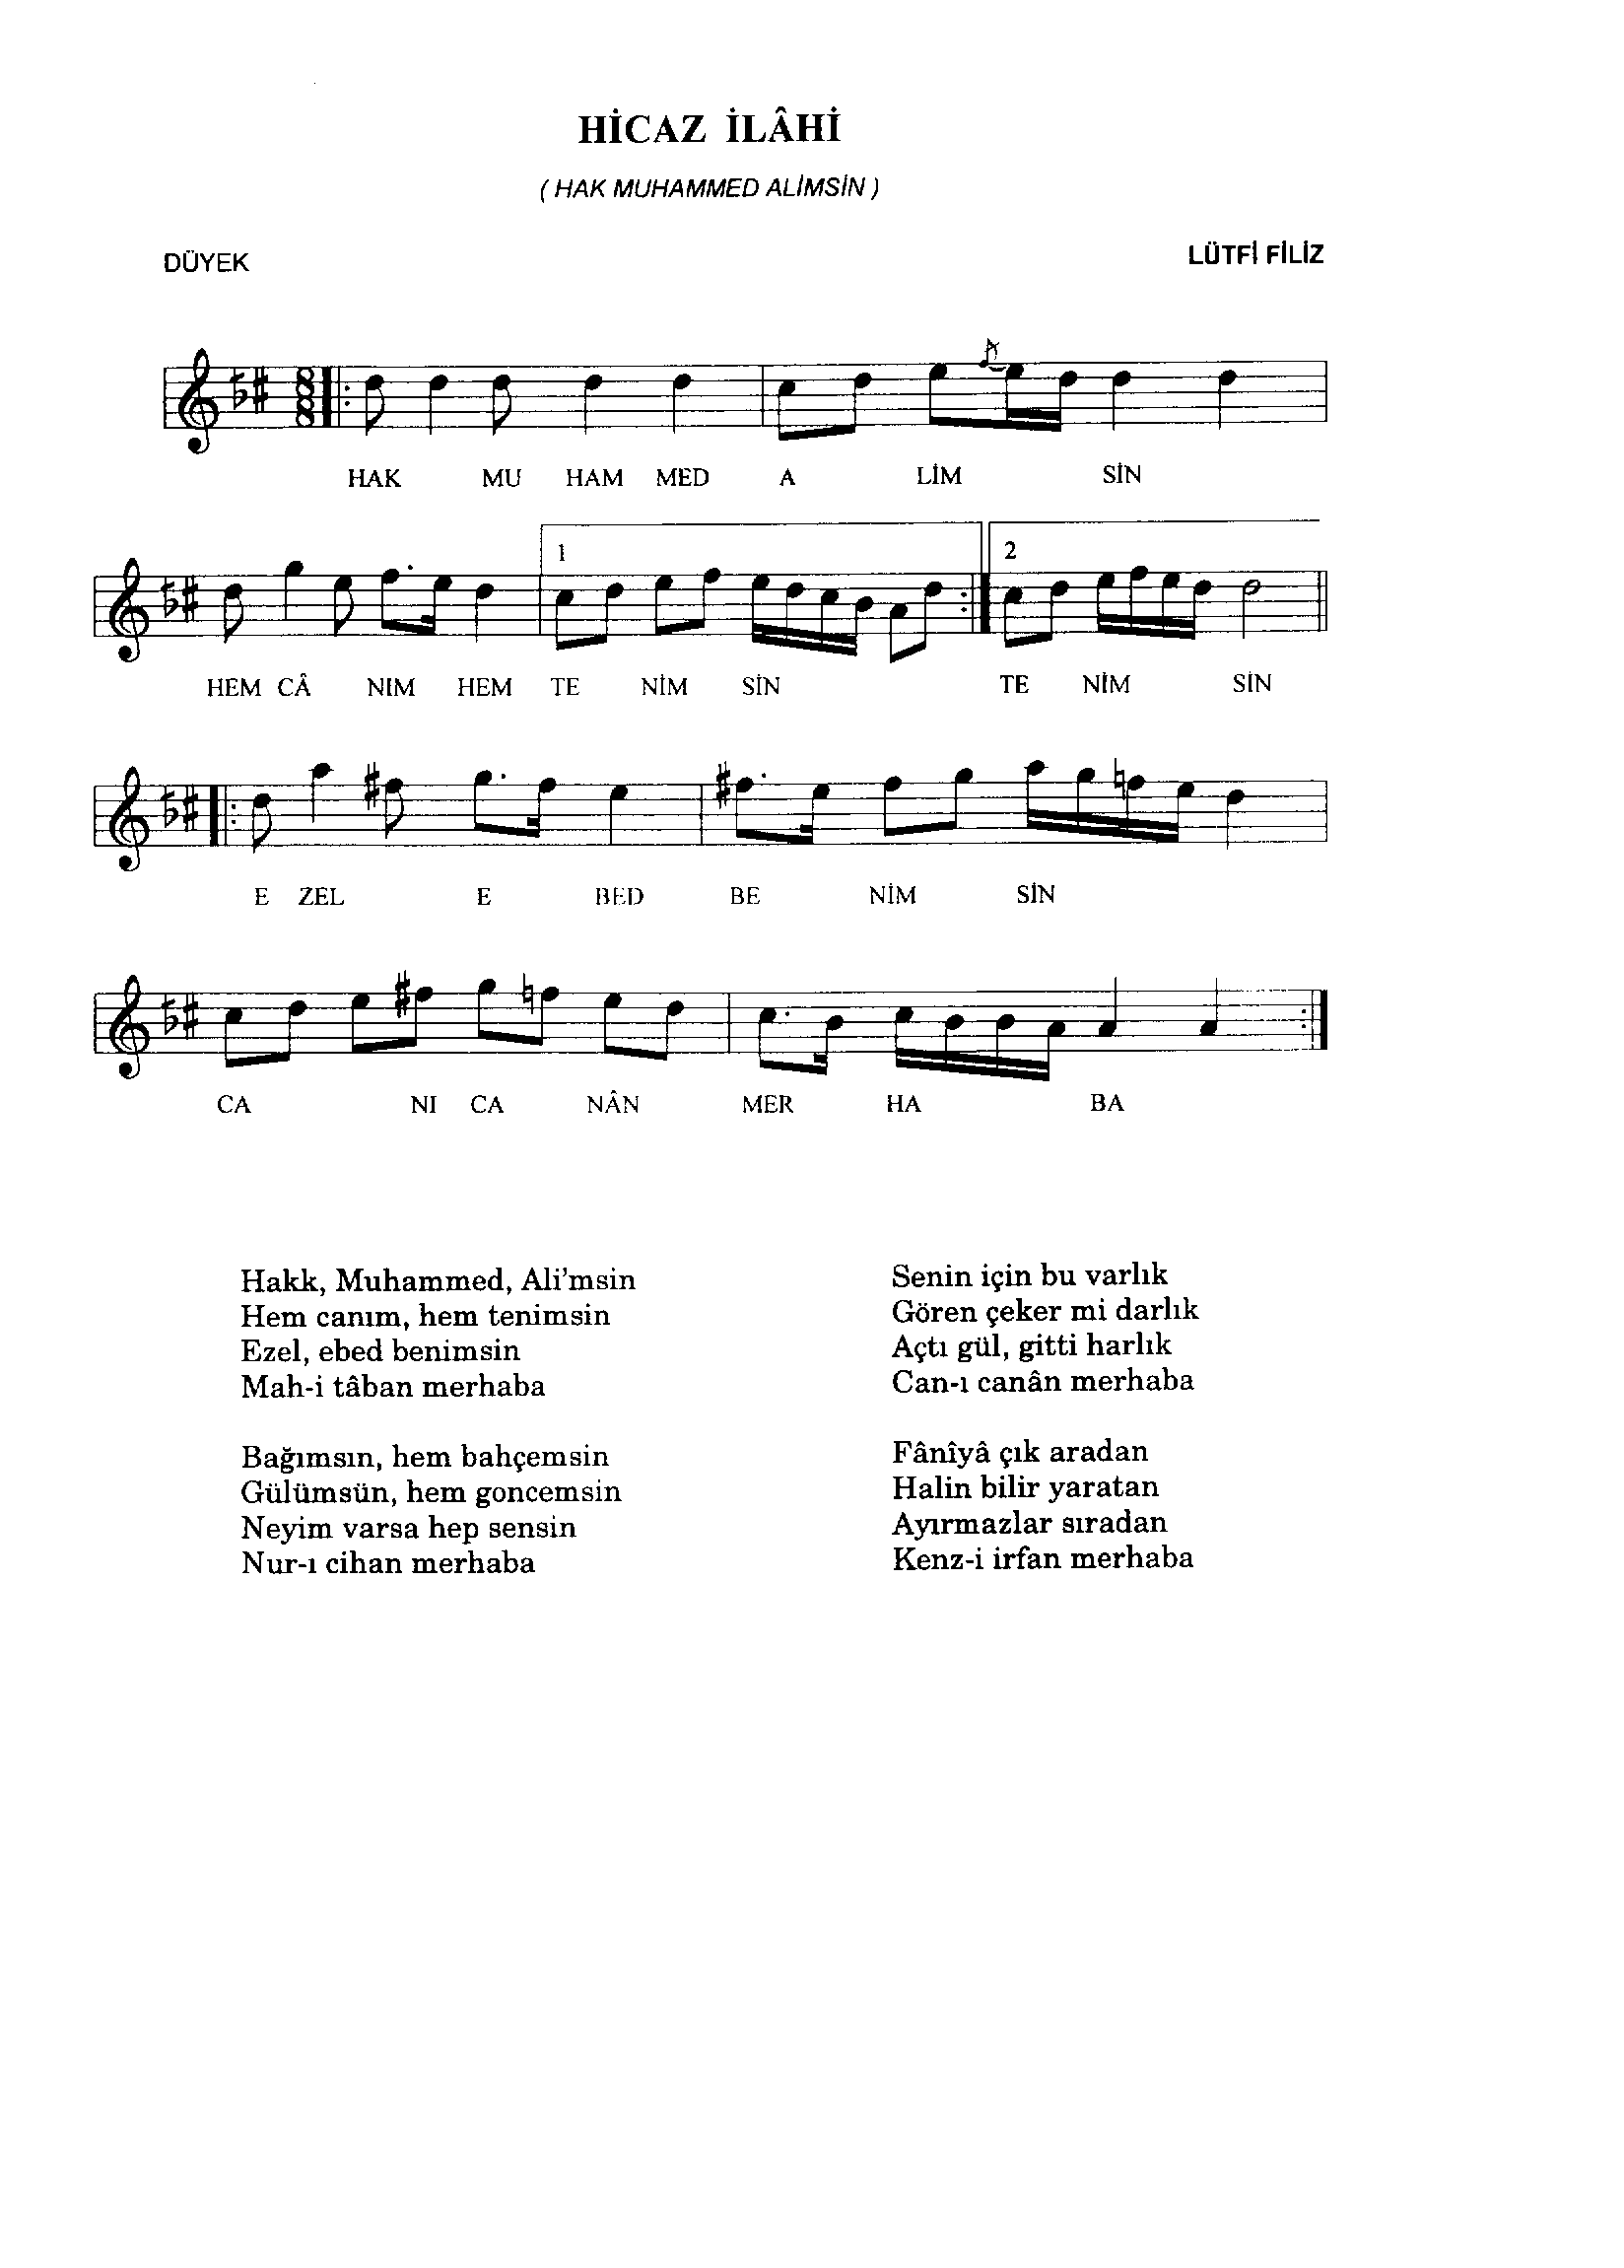 HİCAZ İLÂHİ
( HAK MUHAMMED ALİMSİN )
DÜYEK
LÜTFİ FİLİZ
8
8
HAK MU HAM MED A LİM SİN
1
2
HEM CÂ NIM HEM TE NİM SİN TE NİM SİN
E ZEL E BED BE NİM SİN
CA NI CA NÂN MER HA BA
Hakk, Muhammed, Ali'msin
Hem canım, hem tenimsin
Ezel, ebed benimsin
Mah-i tâban merhaba
Bağımsın, hem bahçemsin
Gülümsün, hem goncemsin
Neyim varsa hep sensin
Nur-ı cihan merhaba
Senin için bu varlık
Gören çeker mi darlık
Açtı gül, gitti harlık
Can-ı canân merhaba
Fânîyâ çık aradan
Halin bilir yaratan
Ayırmazlar sıradan
Kenz-i irfan merhaba